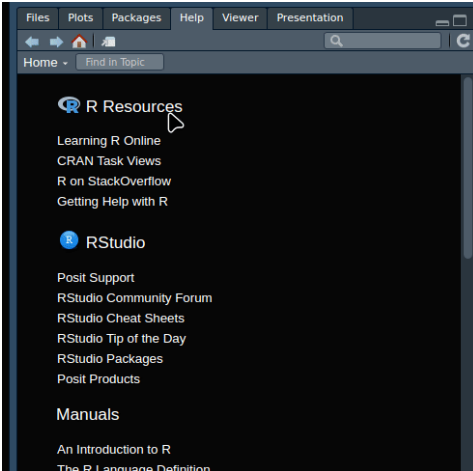 Files Plots Packages Help Viewer Presentation
Home Find in Topic
R Resources
Learning R Online
CRAN Task Views
R on StackOverflow
Getting Help with R
R RStudio
Posit Support
RStudio Community Forum
RStudio Cheat Sheets
RStudio Tip of the Day
RStudio Packages
Posit Products
Manuals
An Introduction to R
The R Language Definition